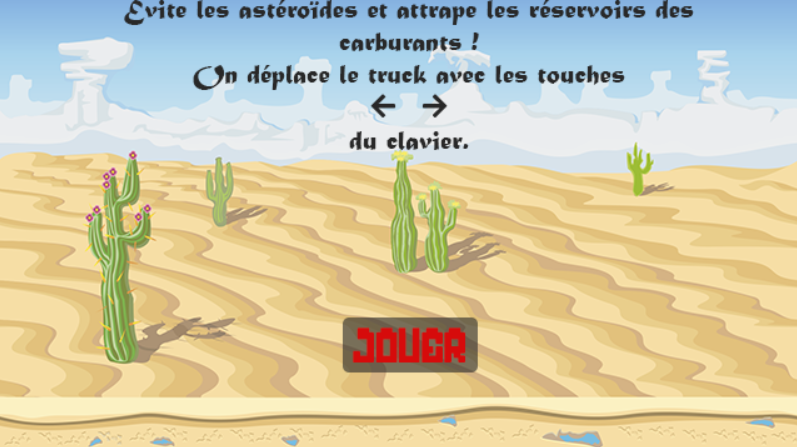 Évite les astéroïdes et attrape les réservoirs des
carburants !
On déplace le truck avec les touches
← →
du clavier.
JOUER